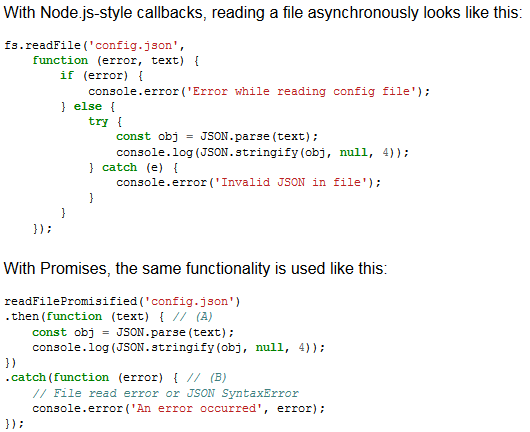 With Node.js-style callbacks, reading a file asynchronously looks like this:
fs.readFile('config.json',
    function (error, text) {
        if (error) {
            console.error('Error while reading config file');
        } else {
            try {
                const obj = JSON.parse(text);
                console.log(JSON.stringify(obj, null, 4));
            } catch (e) {
                console.error('Invalid JSON in file');
            }
        }
    });
With Promises, the same functionality is used like this:
readFilePromisified('config.json')
.then(function (text) { // (A)
    const obj = JSON.parse(text);
    console.log(JSON.stringify(obj, null, 4));
})
.catch(function (error) { // (B)
    // File read error or JSON SyntaxError
    console.error('An error occurred', error);
});